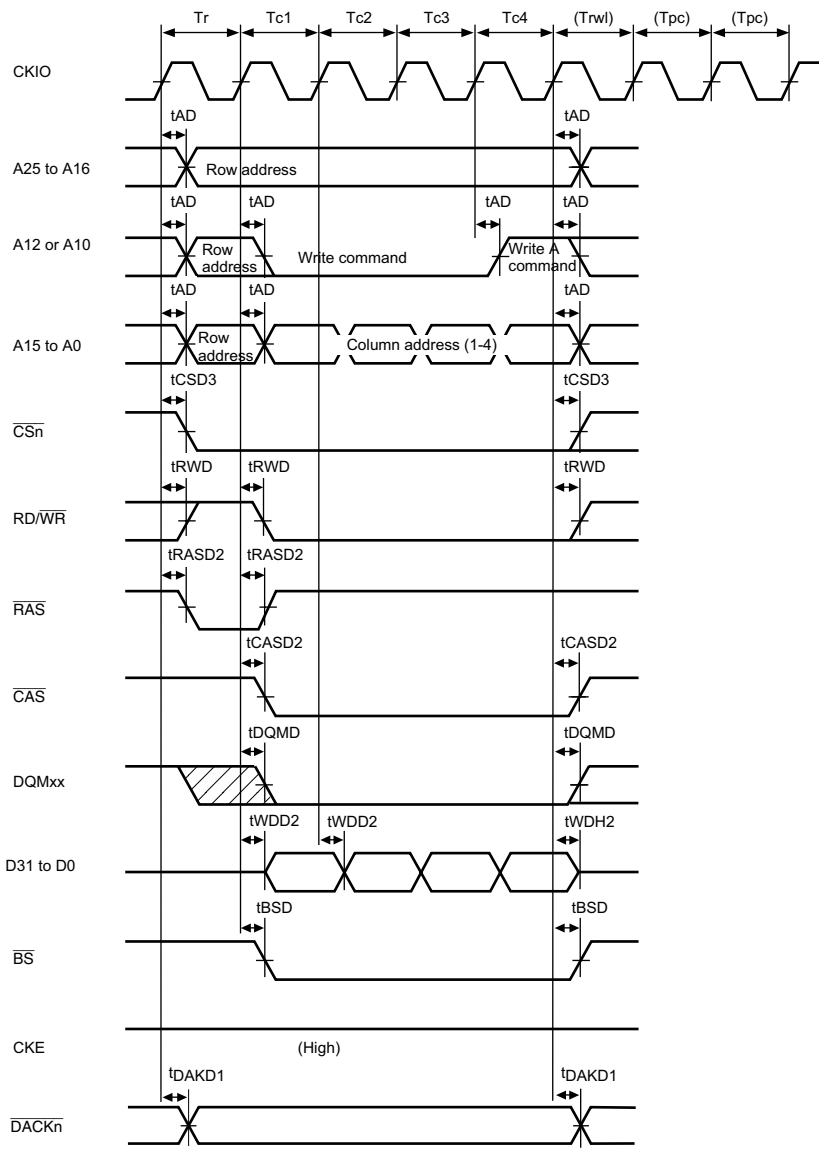 Tr Tc1 Tc2 Tc3 Tc4 (Trwl) (Tpc) (Tpc)
CKIO
tAD tAD
A25 to A16 Row address
tAD tAD tAD tAD
A12 or A10 Row address Write command Write A command
tAD tAD tAD
A15 to A0 Row address Column address (1-4)
tCSD3 tCSD3
CSn
tRWD tRWD tRWD
RD/WR
tRASD2 tRASD2
RAS
tCASD2 tCASD2
CAS
tDQMD tDQMD
DQMxx
tWDD2 tWDD2 tWDH2
D31 to D0
tBSD tBSD
BS
CKE (High)
tDAKD1 tDAKD1
DACKn